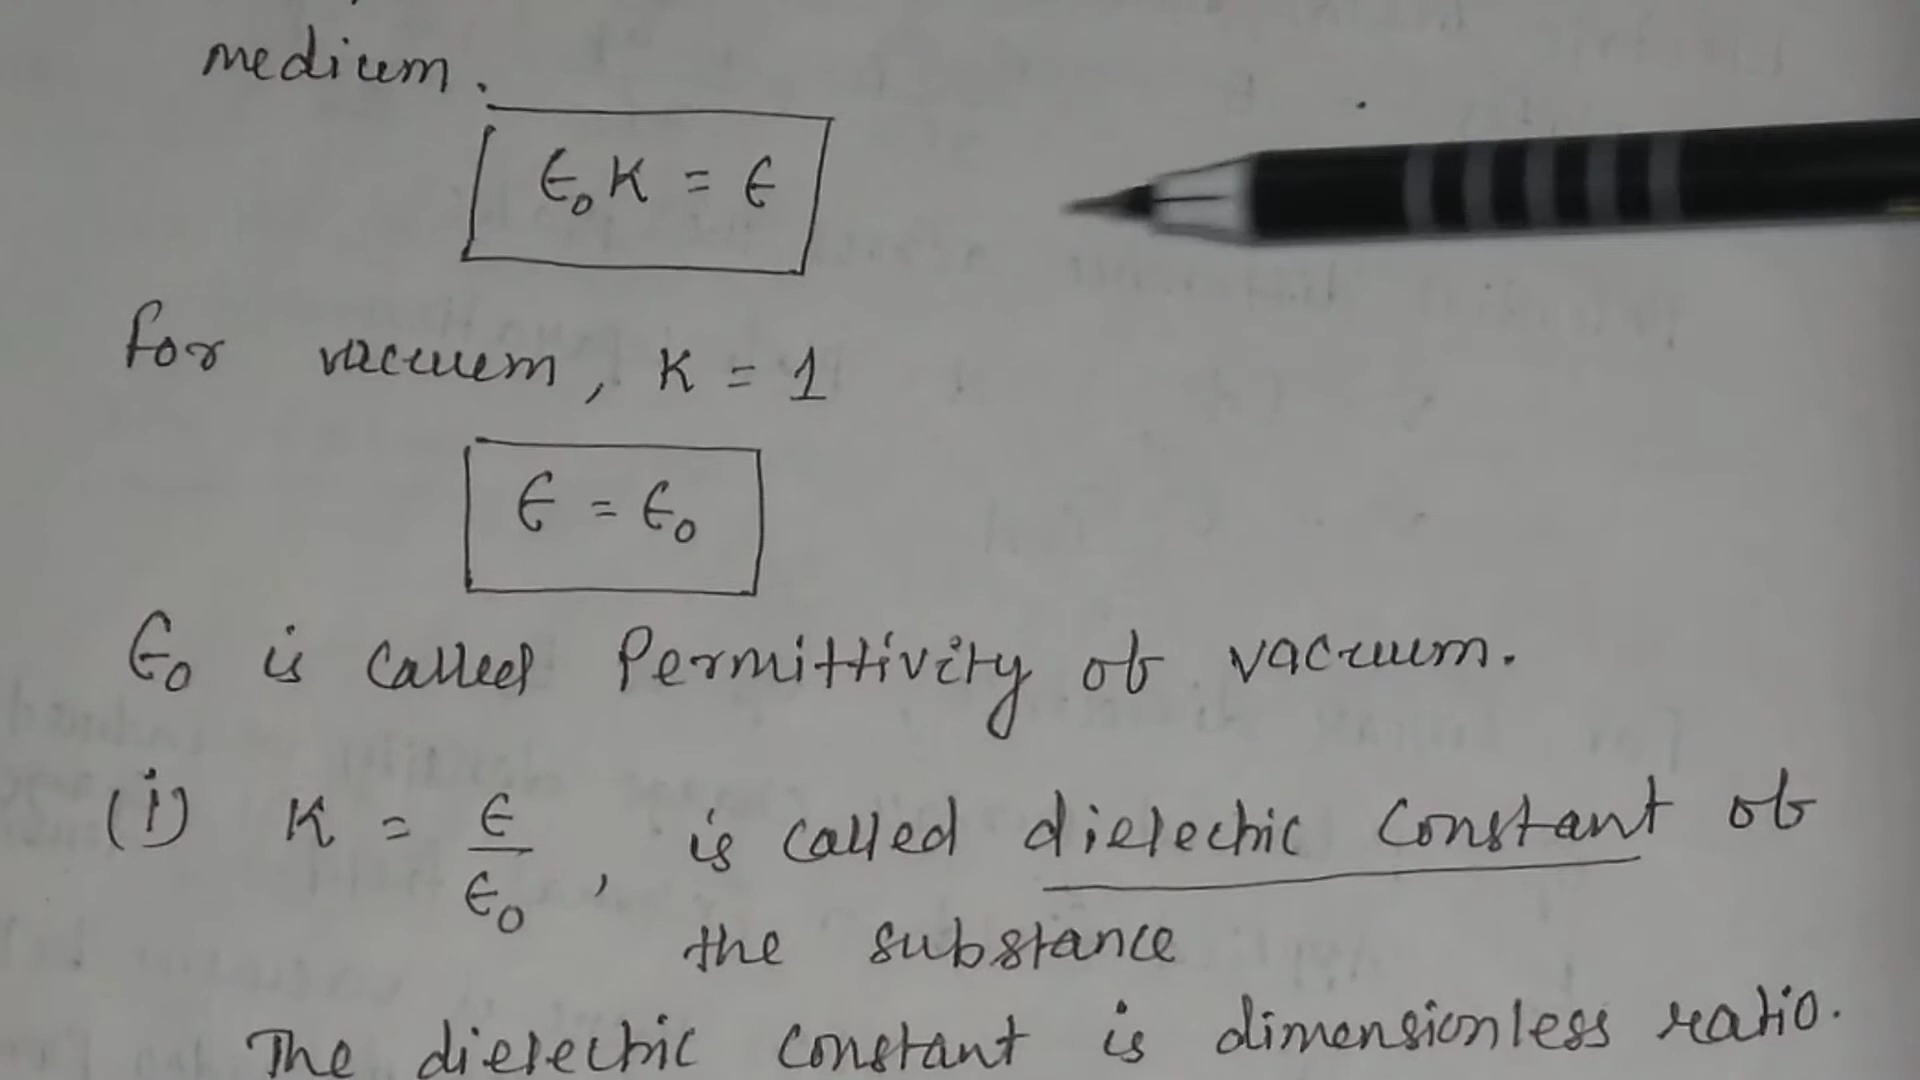 medium.
ϵ₀K = ϵ
for vacuum, K = 1
ϵ = ϵ₀
ϵ₀ is called Permittivity of vacuum.
(i) K = ϵ/ϵ₀, is called dielectric constant of
the substance
The dielectric constant is dimensionless ratio.